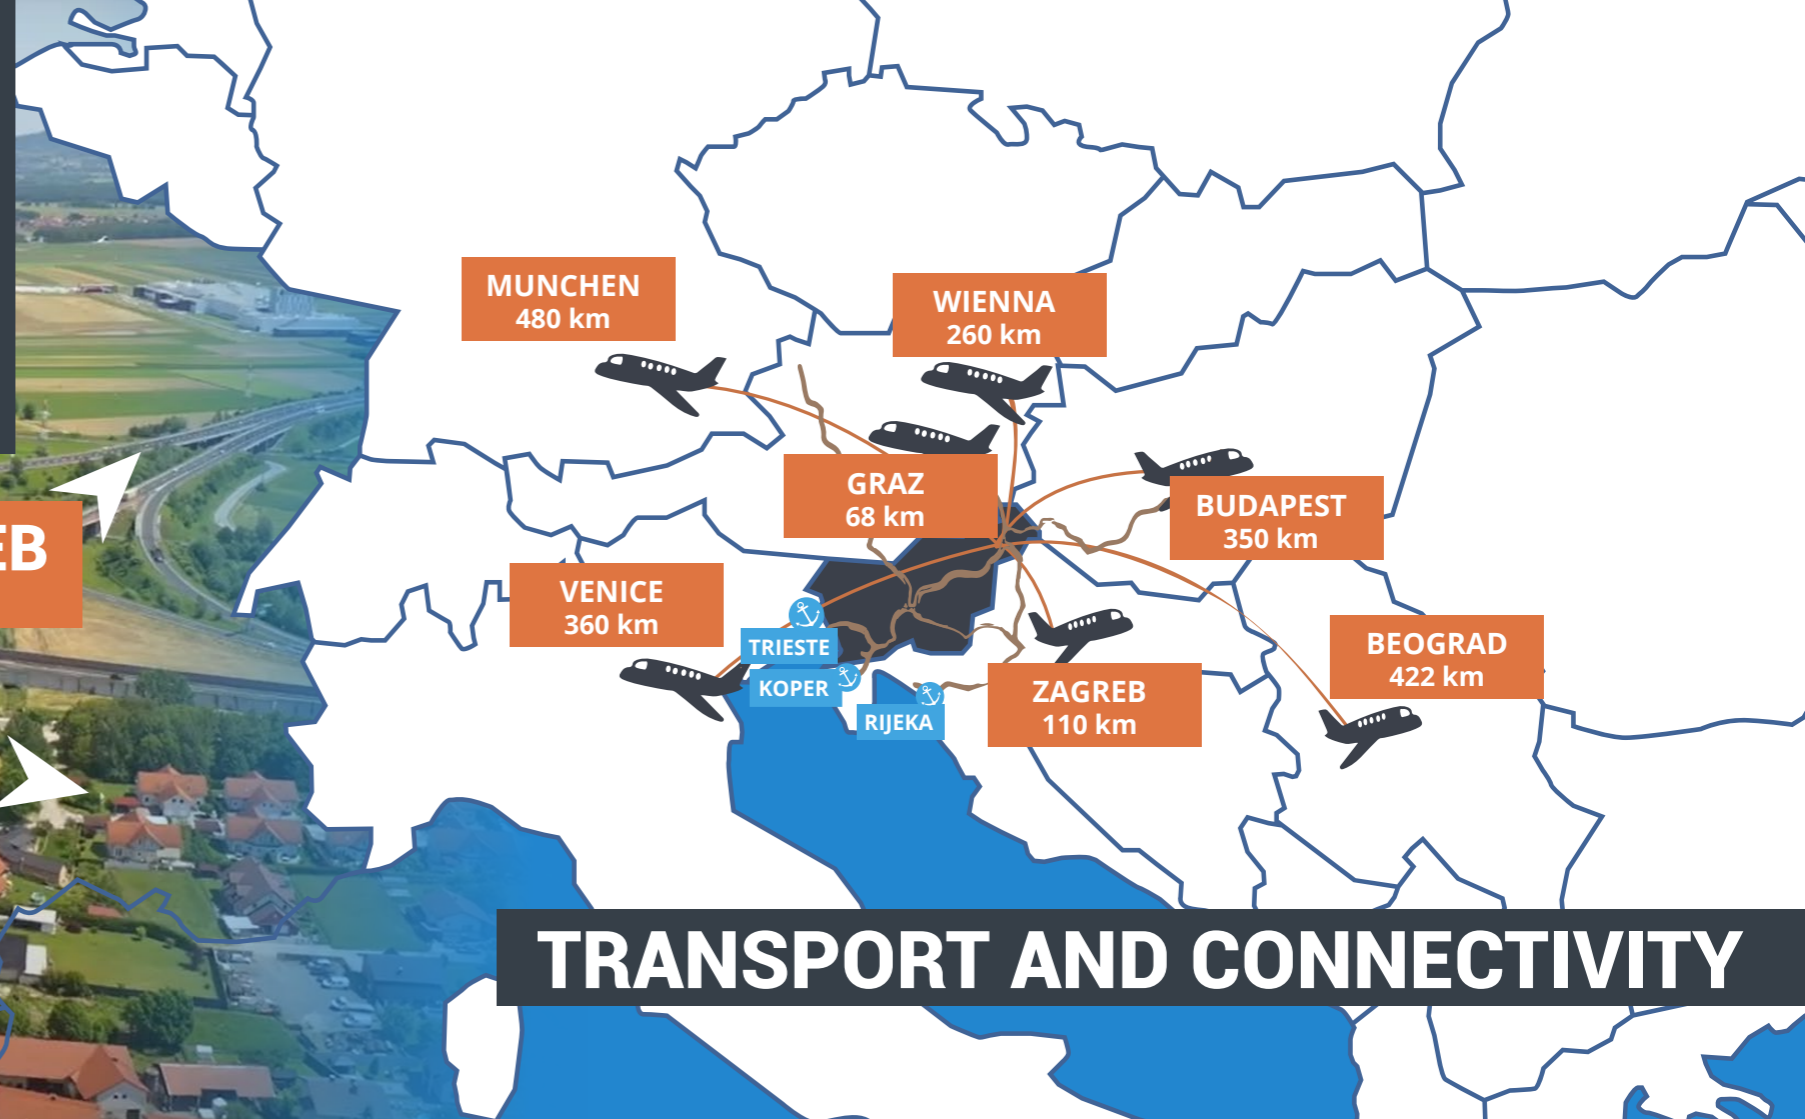 MUNCHEN
480 km
WIENNA
260 km
GRAZ
68 km
BUDAPEST
350 km
EB
VENICE
360 km
TRIESTE
KOPER
RIJEKA
ZAGREB
110 km
BEOGRAD
422 km
TRANSPORT AND CONNECTIVITY